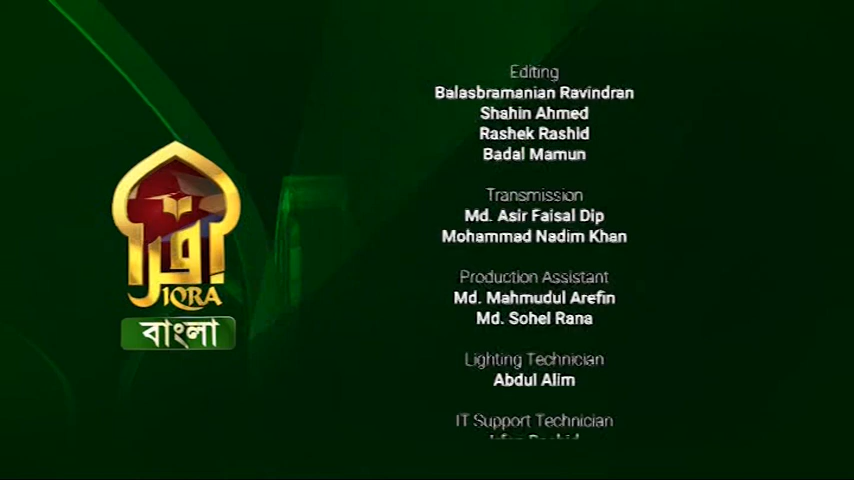 Editing
Balasbramanian Ravindran
Shahin Ahmed
Rashek Rashid
Badal Mamun
Transmission
Md. Asir Faisal Dip
Mohammad Nadim Khan
Production Assistant
Md. Mahmudul Arefin
Md. Sohel Rana
Lighting Technician
Abdul Alim
IT Support Technician
اقرأ
IQRA
বাংলা